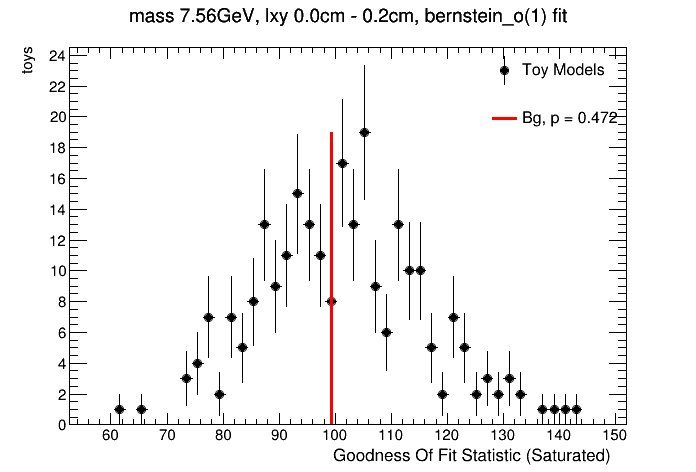 mass 7.56GeV, lxy 0.0cm - 0.2cm, bernstein_o(1) fit
toys
24
22
20
18
16
14
12
10
8
6
4
2
0
Toy Models
Bg, p = 0.472
60 70 80 90 100 110 120 130 140 150
Goodness Of Fit Statistic (Saturated)